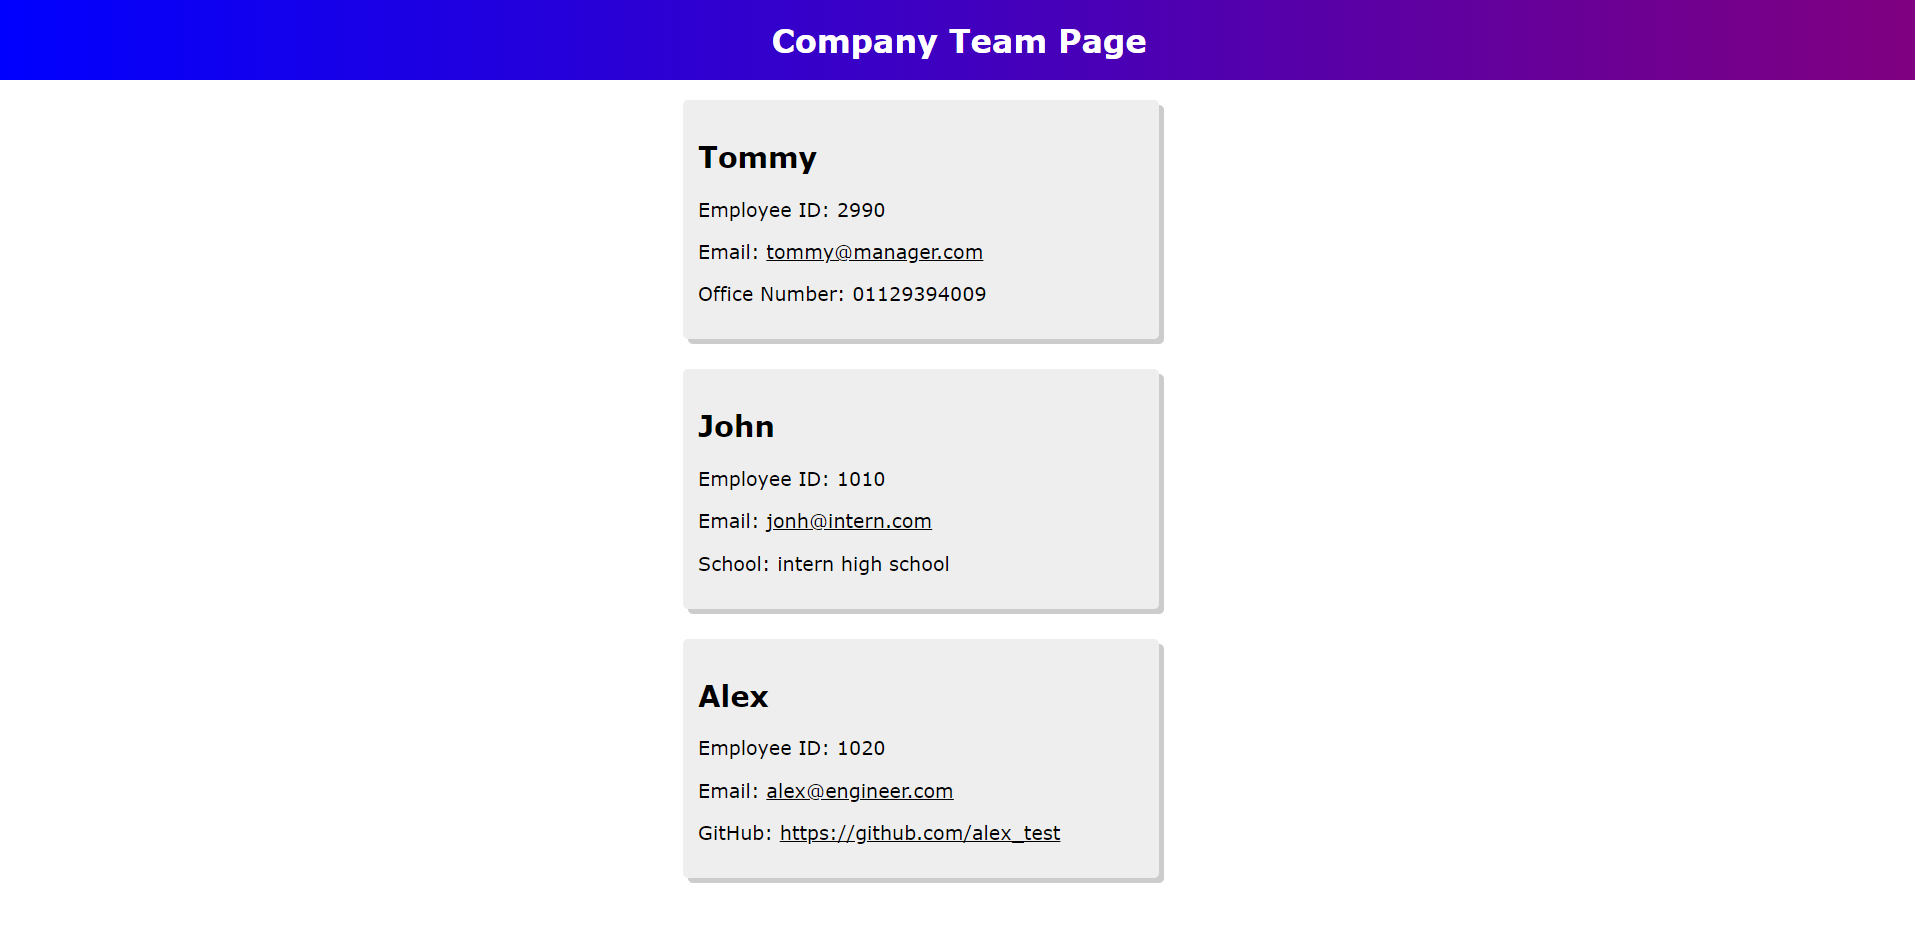 Company Team Page
Tommy
Employee ID: 2990
Email: tommy@manager.com
Office Number: 01129394009
John
Employee ID: 1010
Email: jonh@intern.com
School: intern high school
Alex
Employee ID: 1020
Email: alex@engineer.com
GitHub: https://github.com/alex_test